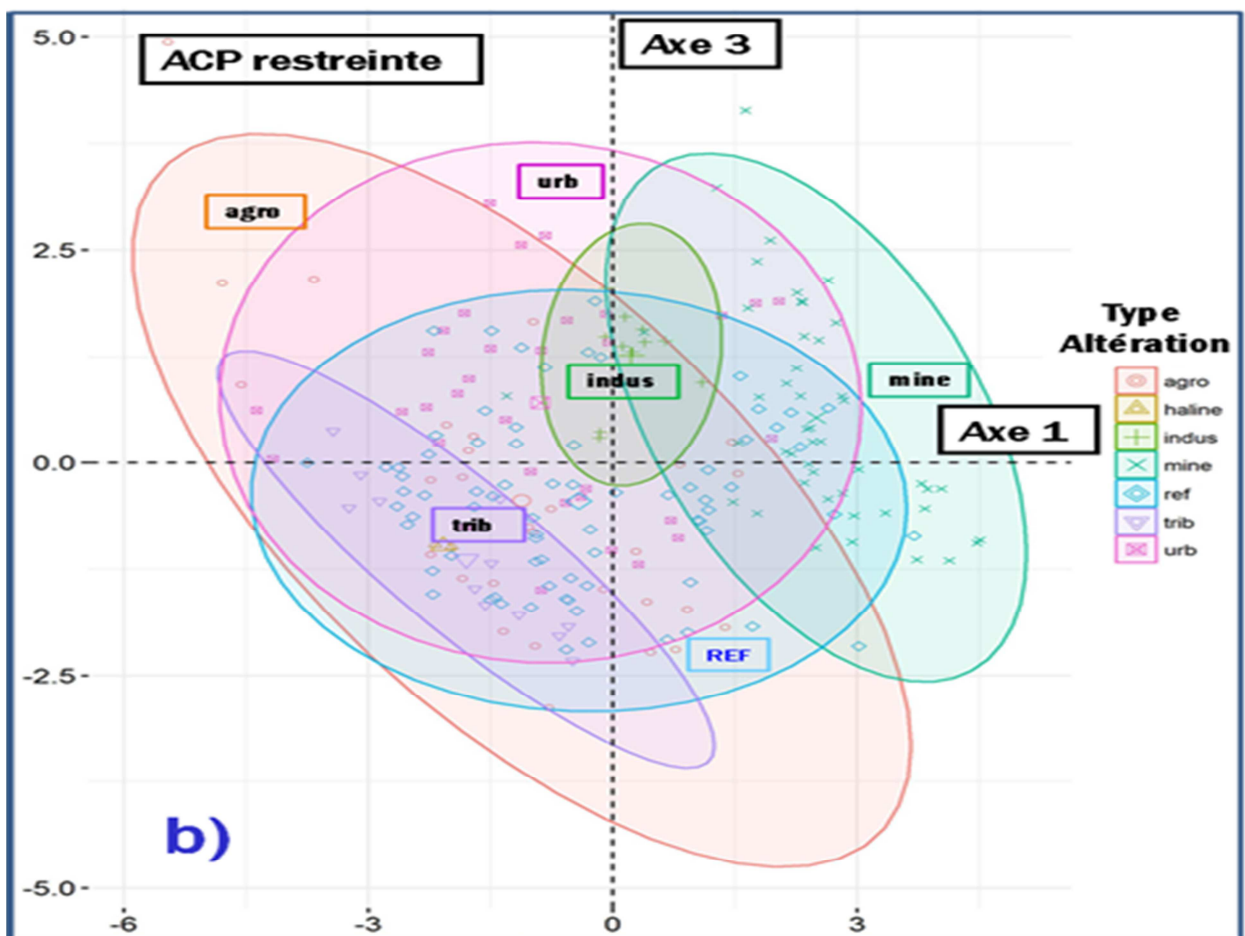 5.0
ACP restreinte
Axe 3
urb
agro
2.5
Type
Altération
indus
mine
agro
haline
Axe 1
indus
0.0
mine
ref
trib
trib
urb
REF
-2.5
b)
-5.0
-6 -3 0 3